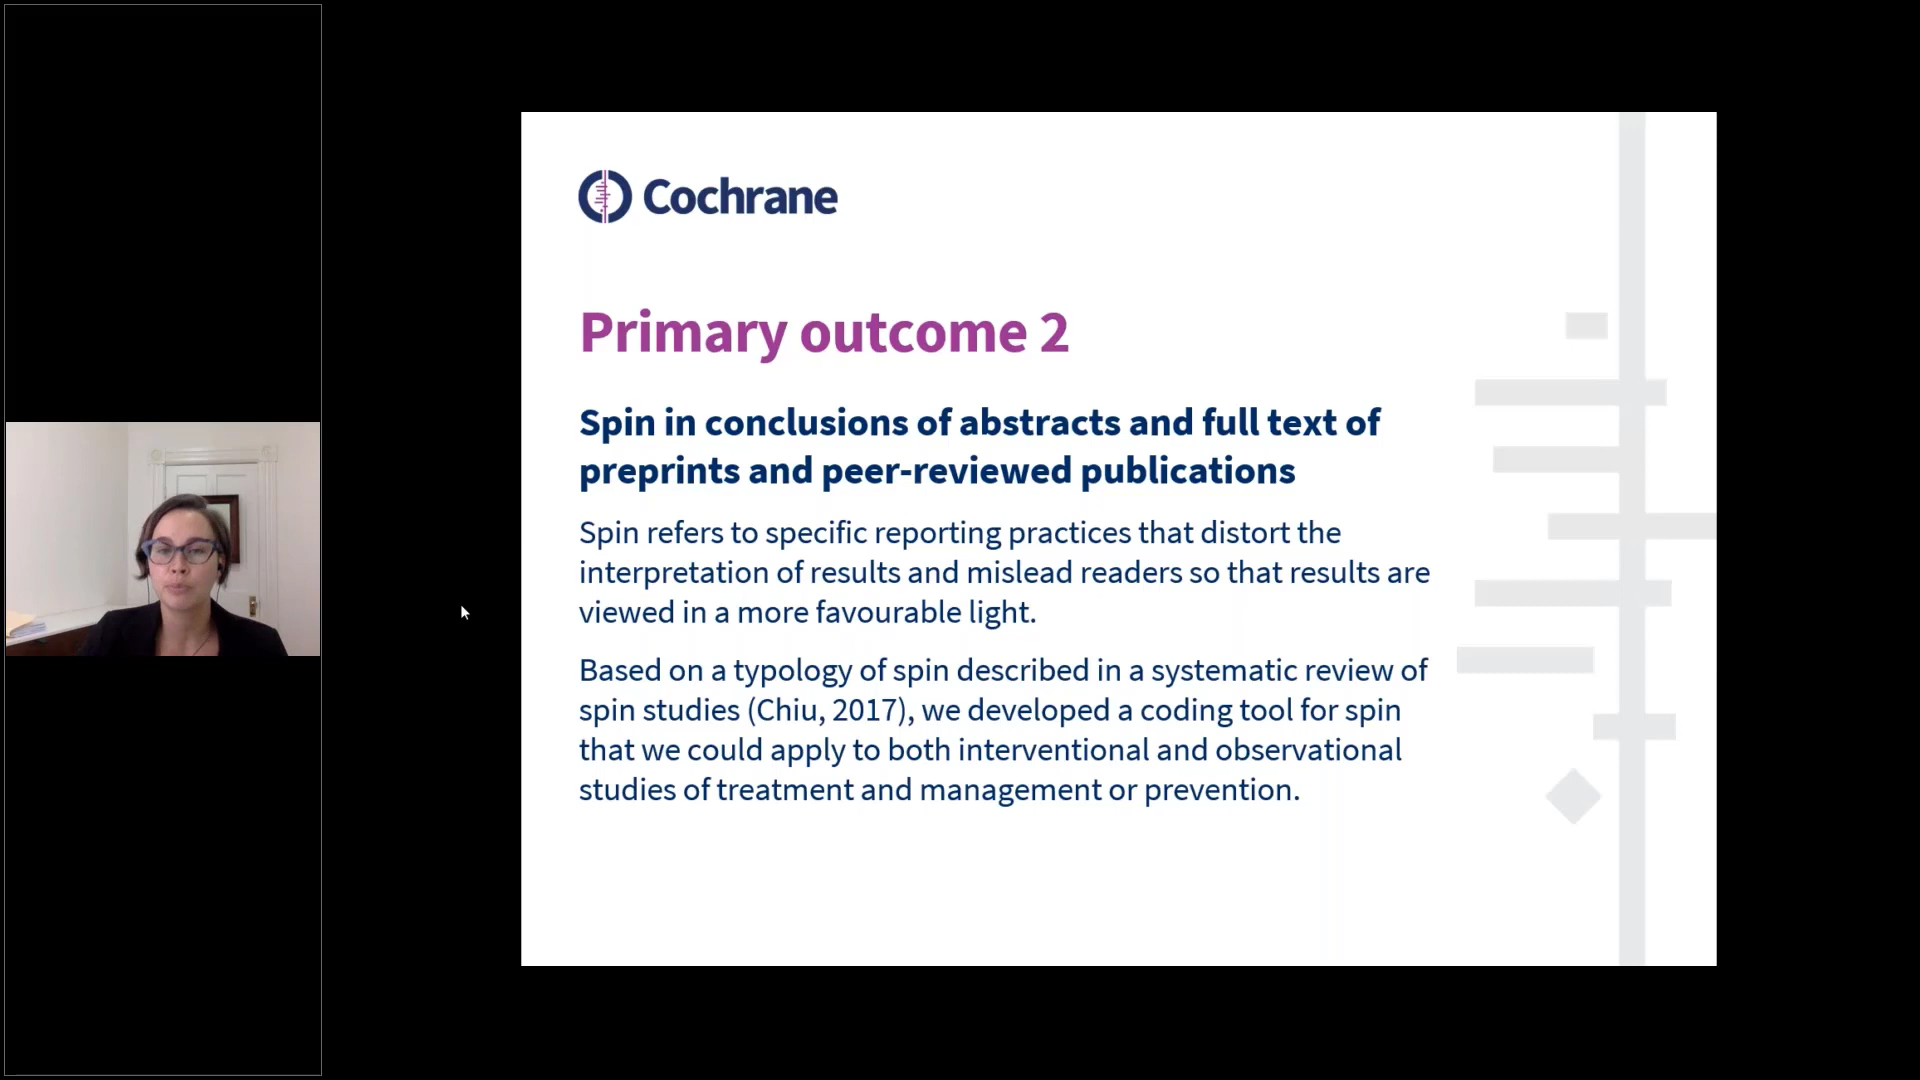 Cochrane
Primary outcome 2
Spin in conclusions of abstracts and full text of
preprints and peer-reviewed publications
Spin refers to specific reporting practices that distort the
interpretation of results and mislead readers so that results are
viewed in a more favourable light.
Based on a typology of spin described in a systematic review of
spin studies (Chiu, 2017), we developed a coding tool for spin
that we could apply to both interventional and observational
studies of treatment and management or prevention.